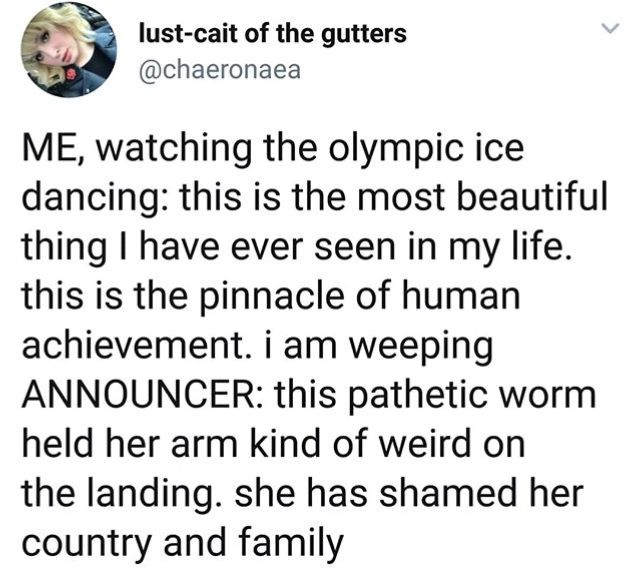 lust-cait of the gutters
@chaeronaea
ME, watching the olympic ice
dancing: this is the most beautiful
thing I have ever seen in my life.
this is the pinnacle of human
achievement. i am weeping
ANNOUNCER: this pathetic worm
held her arm kind of weird on
the landing. she has shamed her
country and family